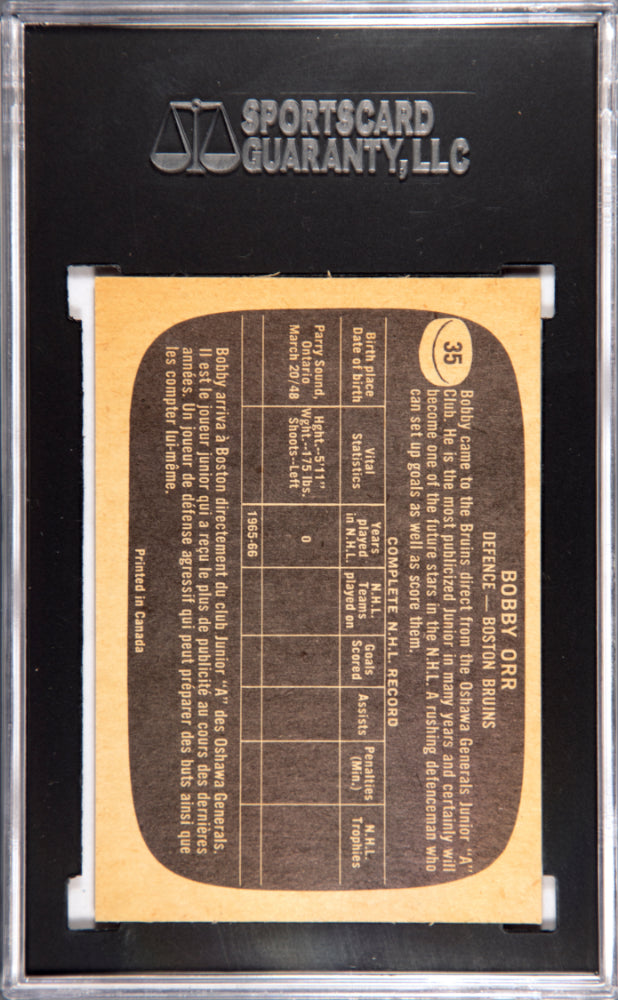 SPORTSCARD
GUARANTY, LLC
BOBBY ORR
DEFENCE — BOSTON BRUINS
35
Bobby came to the Bruins direct from the Oshawa Generals Junior "A"
Club. He is the most publicized Junior in many years and certainly will
become one of the future stars in the N.H.L. A rushing defenceman who
can set up goals as well as score them.
COMPLETE N.H.L. RECORD
Birth place
Date of birth
Vital
Statistics
Years
played
in N.H.L.
N.H.L.
Teams
played on
Goals
Scored
Assists
Penalties
(Min.)
N.H.L.
Trophies
Parry Sound,
Ontario
March 20/48
Hght.--5'11"
Wght.--175 lbs.
Shoots--Left
0
1965-66
Bobby arriva à Boston directement du club Junior "A" des Oshawa Generals.
Il est le joueur junior qui a reçu le plus de publicité au cours des dernières
années. Un joueur de défense agressif qui peut préparer des buts ainsi que
les compter lui-même.
Printed in Canada